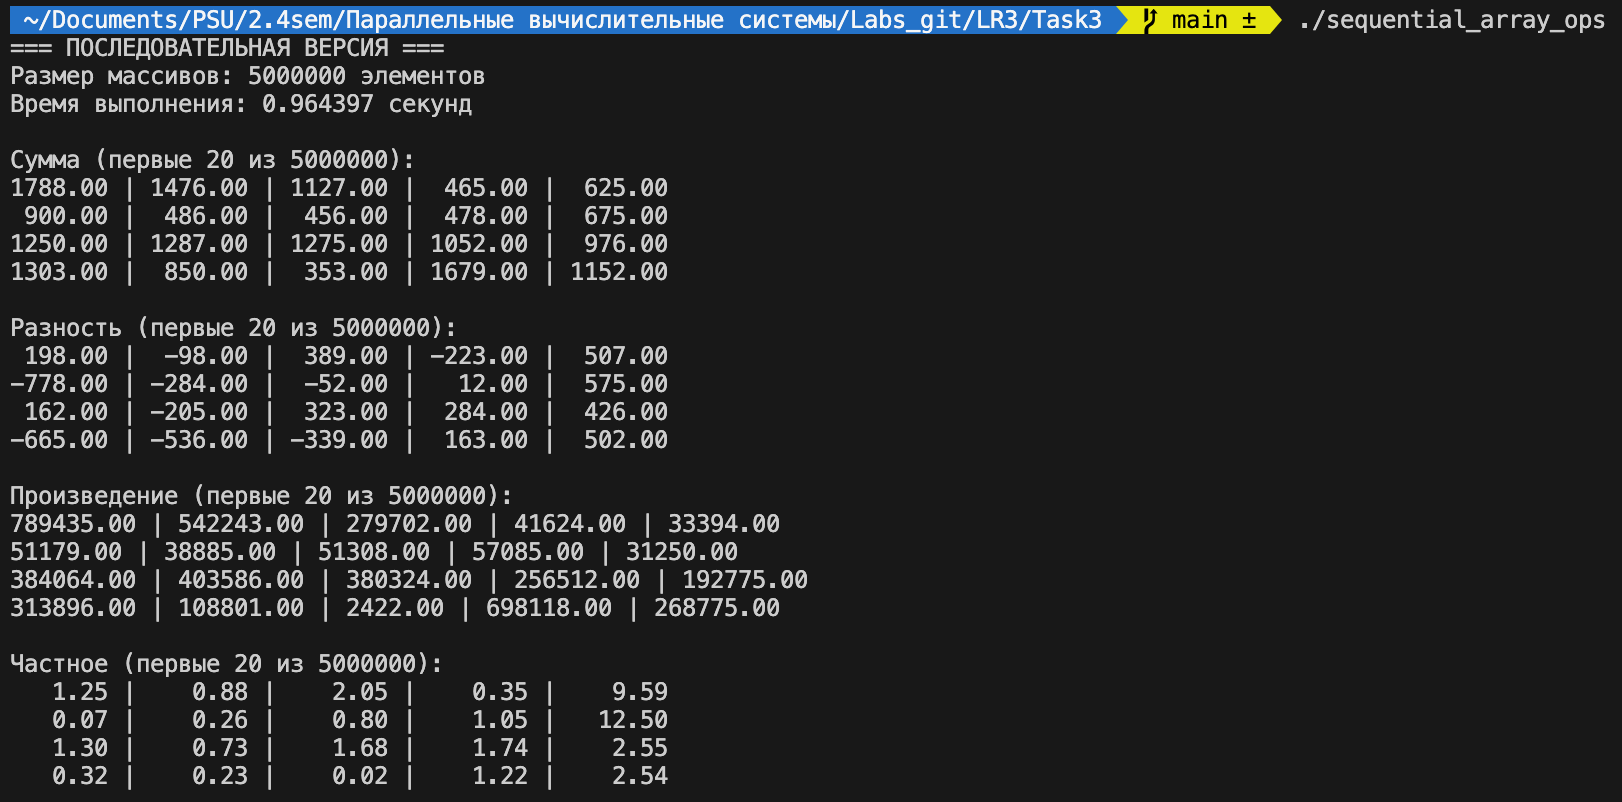 ~/Documents/PSU/2.4sem/Параллельные вычислительные системы/Labs_git/LR3/Task3 main ± ./sequential_array_ops
=== ПОСЛЕДОВАТЕЛЬНАЯ ВЕРСИЯ ===
Размер массивов: 5000000 элементов
Время выполнения: 0.964397 секунд

Сумма (первые 20 из 5000000):
1788.00 | 1476.00 | 1127.00 |  465.00 |  625.00
 900.00 |  486.00 |  456.00 |  478.00 |  675.00
1250.00 | 1287.00 | 1275.00 | 1052.00 |  976.00
1303.00 |  850.00 |  353.00 | 1679.00 | 1152.00

Разность (первые 20 из 5000000):
 198.00 |  -98.00 |  389.00 | -223.00 |  507.00
-778.00 | -284.00 |  -52.00 |   12.00 |  575.00
 162.00 | -205.00 |  323.00 |  284.00 |  426.00
-665.00 | -536.00 | -339.00 |  163.00 |  502.00

Произведение (первые 20 из 5000000):
789435.00 | 542243.00 | 279702.00 | 41624.00 | 33394.00
51179.00 | 38885.00 | 51308.00 | 57085.00 | 31250.00
384064.00 | 403586.00 | 380324.00 | 256512.00 | 192775.00
313896.00 | 108801.00 | 2422.00 | 698118.00 | 268775.00

Частное (первые 20 из 5000000):
   1.25 |    0.88 |    2.05 |    0.35 |    9.59
   0.07 |    0.26 |    0.80 |    1.05 |   12.50
   1.30 |    0.73 |    1.68 |    1.74 |    2.55
   0.32 |    0.23 |    0.02 |    1.22 |    2.54